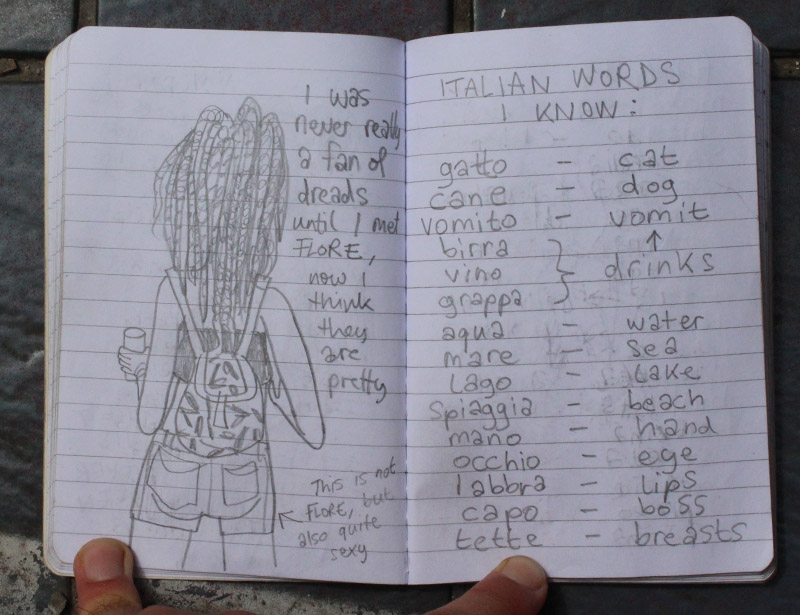 I was
never really
a fan of
dreads
until I met
FLORE,
now I
think
they
are
pretty
This is not
FLORE, but
also quite
sexy
ITALIAN WORDS
I KNOW:
gatto - cat
cane - dog
vomito - vomit
birra
vino } drinks
grappa
aqua - water
mare - sea
lago - lake
spiaggia - beach
mano - hand
occhio - eye
labbra - lips
capo - boss
tette - breasts